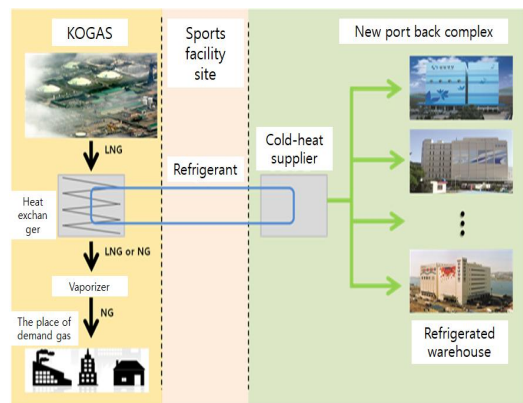 KOGAS
Sports
facility
site
New port back complex
LNG
Heat
exchan
ger
Refrigerant
Cold-heat
supplier
LNG or NG
Vaporizer
NG
The place of
demand gas
Refrigerated
warehouse